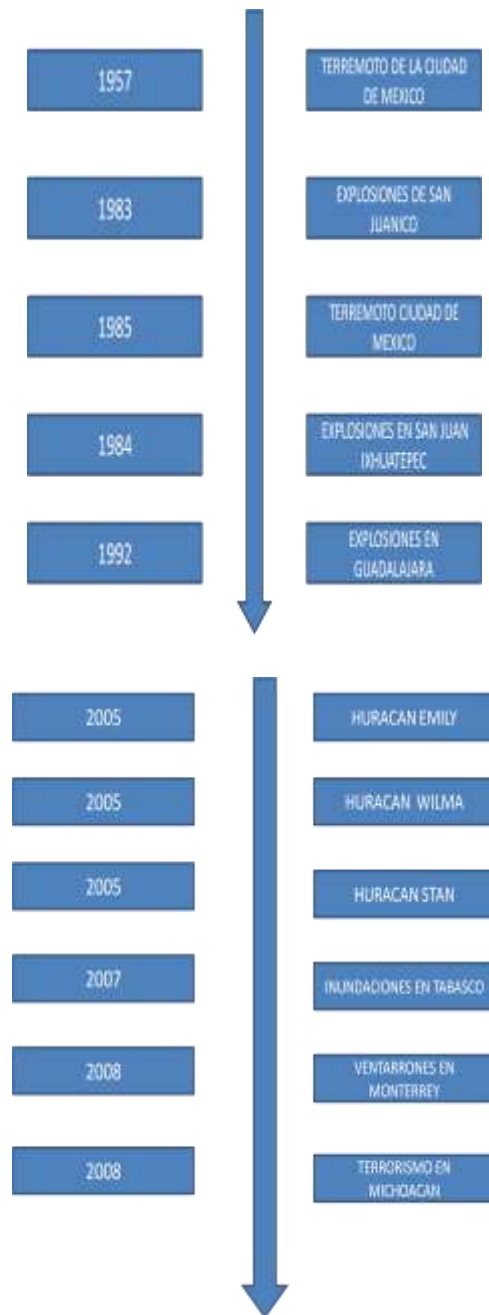 1957
TERREMOTO DE LA CIUDAD
DE MEXICO
1983
EXPLOSIONES DE SAN
JUANICO
1985
TERREMOTO CIUDAD DE
MEXICO
1984
EXPLOSIONES EN SAN JUAN
IXHUATEPEC
1992
EXPLOSIONES EN
GUADALAJARA
2005
HURACAN EMILY
2005
HURACAN WILMA
2005
HURACAN STAN
2007
INUNDACIONES EN TABASCO
2008
VENTARRONES EN
MONTERREY
2008
TERRORISMO EN
MICHOACAN